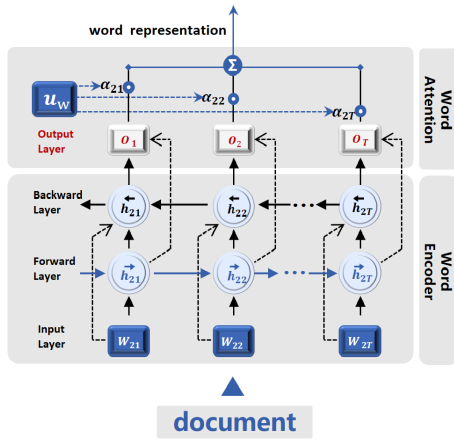 word representation
Σ
u_w
α_21
α_22
α_2T
Word
Attention
Output
Layer
o_1
o_2
o_T
Backward
Layer
←h_21
←h_22
•••
←h_2T
Word
Encoder
Forward
Layer
→h_21
→h_22
•••
→h_2T
Input
Layer
W_21
W_22
W_2T
document